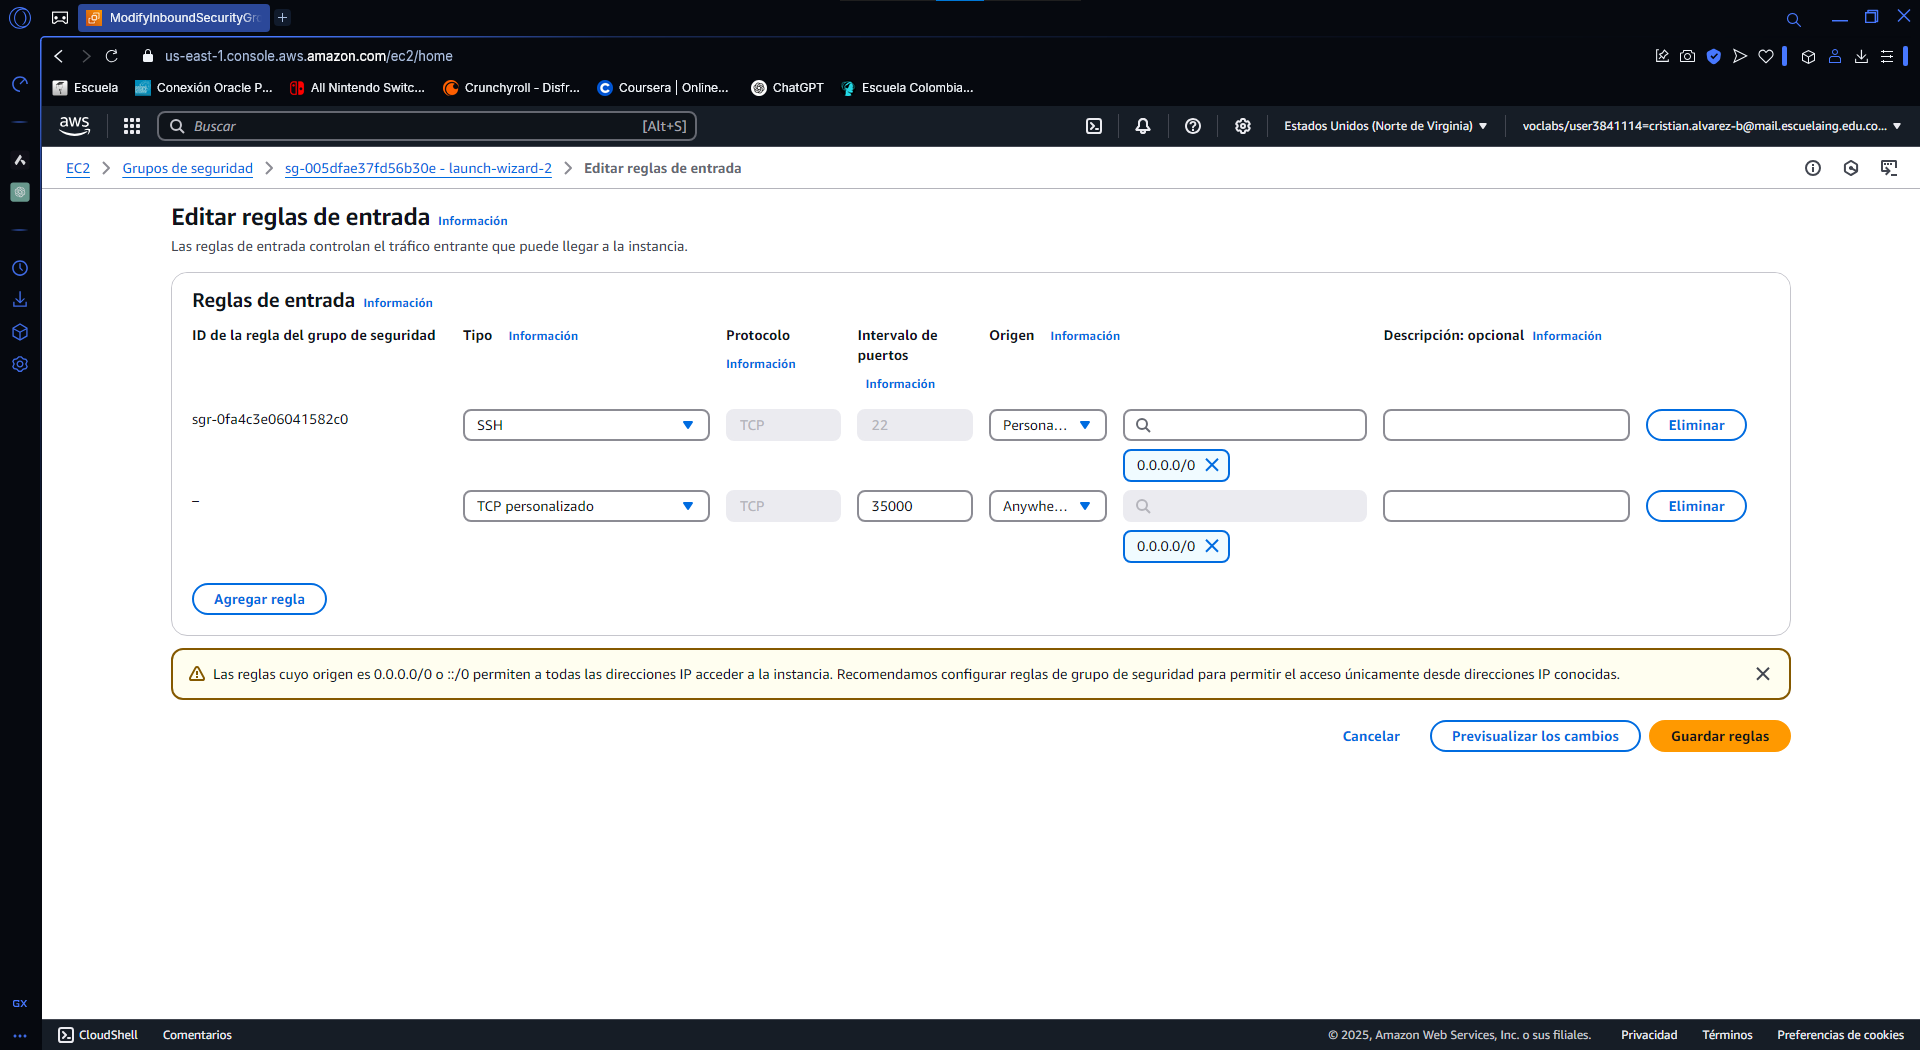 ModifyInboundSecurityGr
us-east-1.console.aws.amazon.com/ec2/home
Escuela
Conexión Oracle P...
All Nintendo Switc...
Crunchyroll - Disfr...
Coursera | Online...
ChatGPT
Escuela Colombia...
aws
Buscar
[Alt+S]
Estados Unidos (Norte de Virginia)
voclabs/user3841114=cristian.alvarez-b@mail.escuelaing.edu.co...
EC2
Grupos de seguridad
sg-005dfae37fd56b30e - launch-wizard-2
Editar reglas de entrada
Editar reglas de entrada Información
Las reglas de entrada controlan el tráfico entrante que puede llegar a la instancia.
Reglas de entrada Información
ID de la regla del grupo de seguridad
Tipo Información
Protocolo
Información
Intervalo de
puertos
Información
Origen Información
Descripción: opcional Información
sgr-0fa4c3e06041582c0
SSH
TCP
22
Persona...
Eliminar
0.0.0.0/0
–
TCP personalizado
TCP
35000
Anywhe...
Eliminar
0.0.0.0/0
Agregar regla
Las reglas cuyo origen es 0.0.0.0/0 o ::/0 permiten a todas las direcciones IP acceder a la instancia. Recomendamos configurar reglas de grupo de seguridad para permitir el acceso únicamente desde direcciones IP conocidas.
Cancelar
Previsualizar los cambios
Guardar reglas
GX
CloudShell
Comentarios
© 2025, Amazon Web Services, Inc. o sus filiales.
Privacidad
Términos
Preferencias de cookies